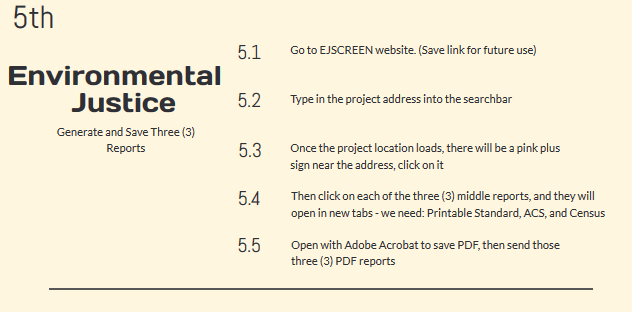 5th
Environmental
Justice
Generate and Save Three (3)
Reports
5.1 Go to EJSCREEN website. (Save link for future use)
5.2 Type in the project address into the searchbar
5.3 Once the project location loads, there will be a pink plus
sign near the address, click on it
5.4 Then click on each of the three (3) middle reports, and they will
open in new tabs - we need: Printable Standard, ACS, and Census
5.5 Open with Adobe Acrobat to save PDF, then send those
three (3) PDF reports